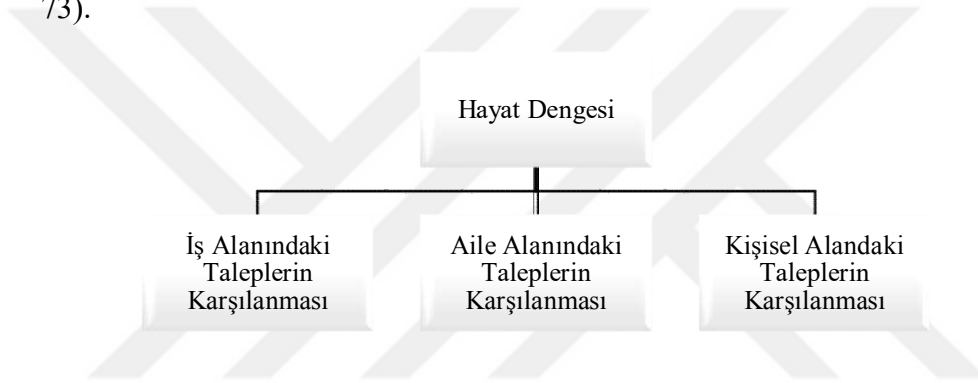 73).
Hayat Dengesi
İş Alanındaki
Taleplerin
Karşılanması
Aile Alanındaki
Taleplerin
Karşılanması
Kişisel Alandaki
Taleplerin
Karşılanması